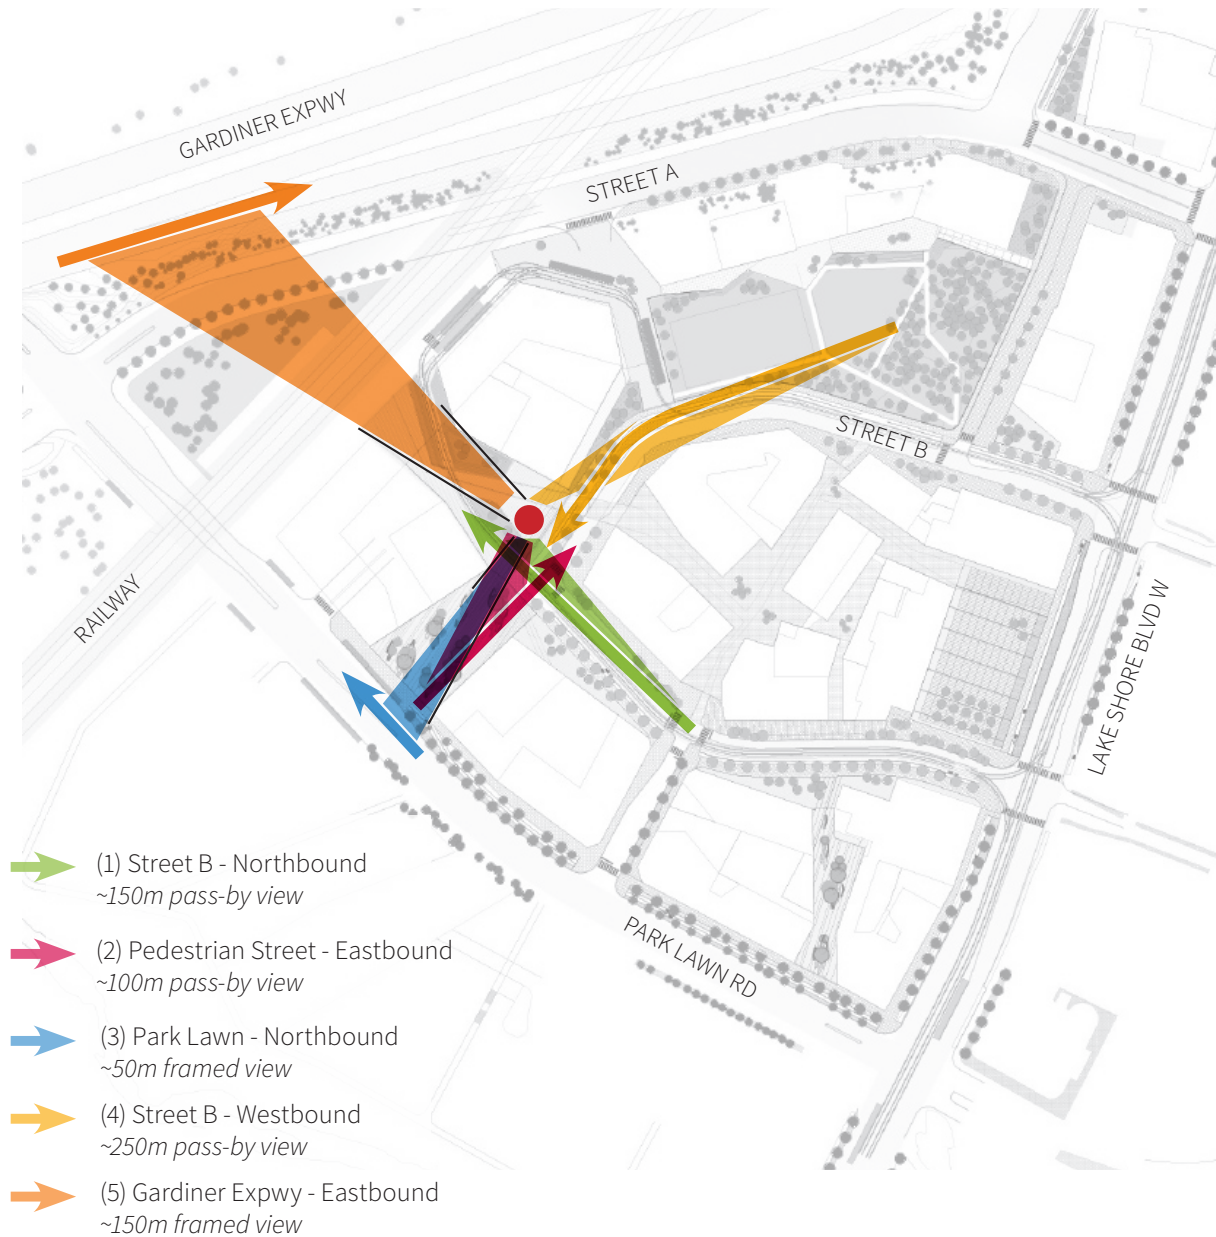 GARDINER EXPWY
STREET A
STREET B
RAILWAY
LAKE SHORE BLVD W
PARK LAWN RD
(1) Street B - Northbound
~150m pass-by view
(2) Pedestrian Street - Eastbound
~100m pass-by view
(3) Park Lawn - Northbound
~50m framed view
(4) Street B - Westbound
~250m pass-by view
(5) Gardiner Expwy - Eastbound
~150m framed view